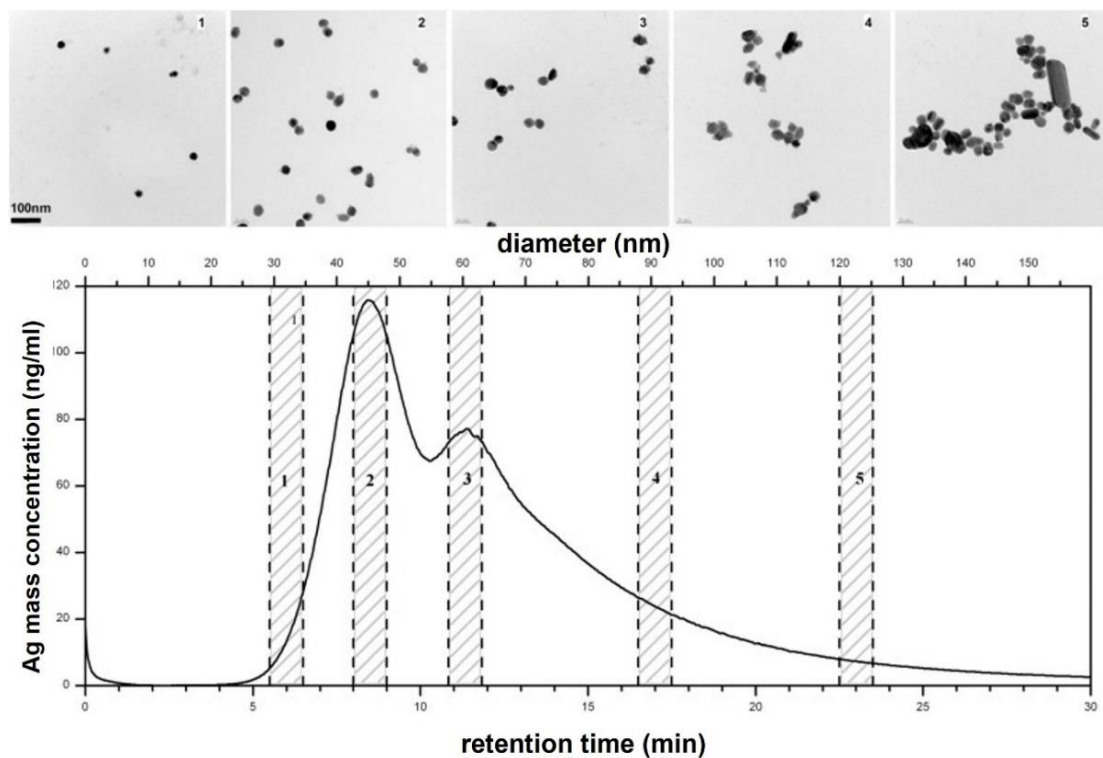 1 2 3 4 5
100nm
diameter (nm)
0 10 20 30 40 50 60 70 80 90 100 110 120 130 140 150
120
1
100
80
60
1 2 3 4 5
40
20
0
Ag mass concentration (ng/ml)
0 5 10 15 20 25 30
retention time (min)